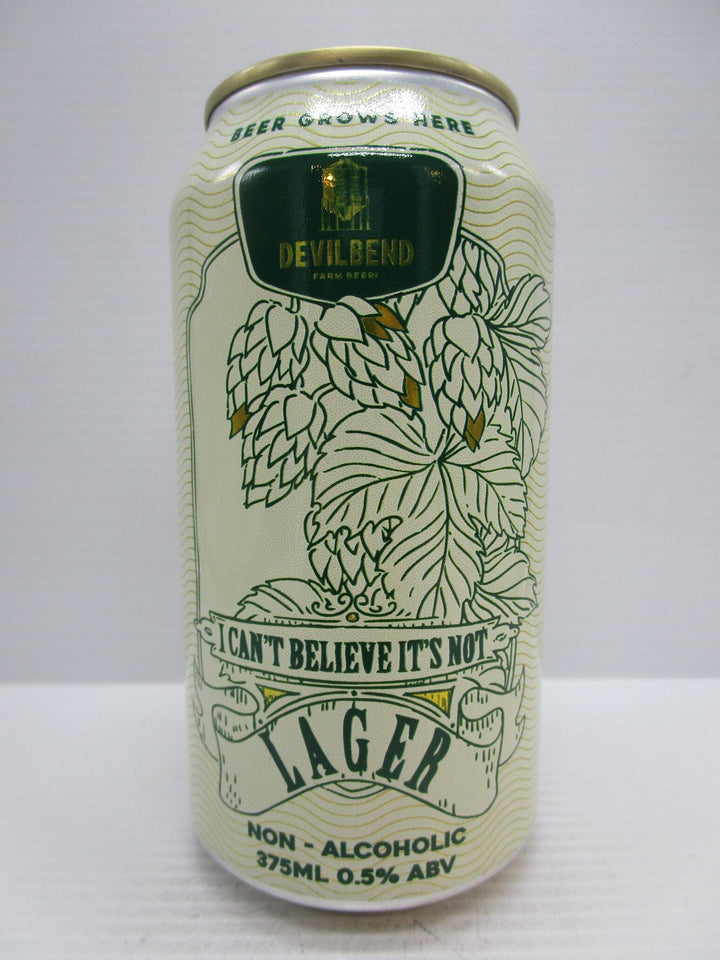 BEER GROWS HERE
DEVILBEND
FARM BEER!
I CAN'T BELIEVE IT'S NOT
LAGER
NON - ALCOHOLIC
375ML 0.5% ABV